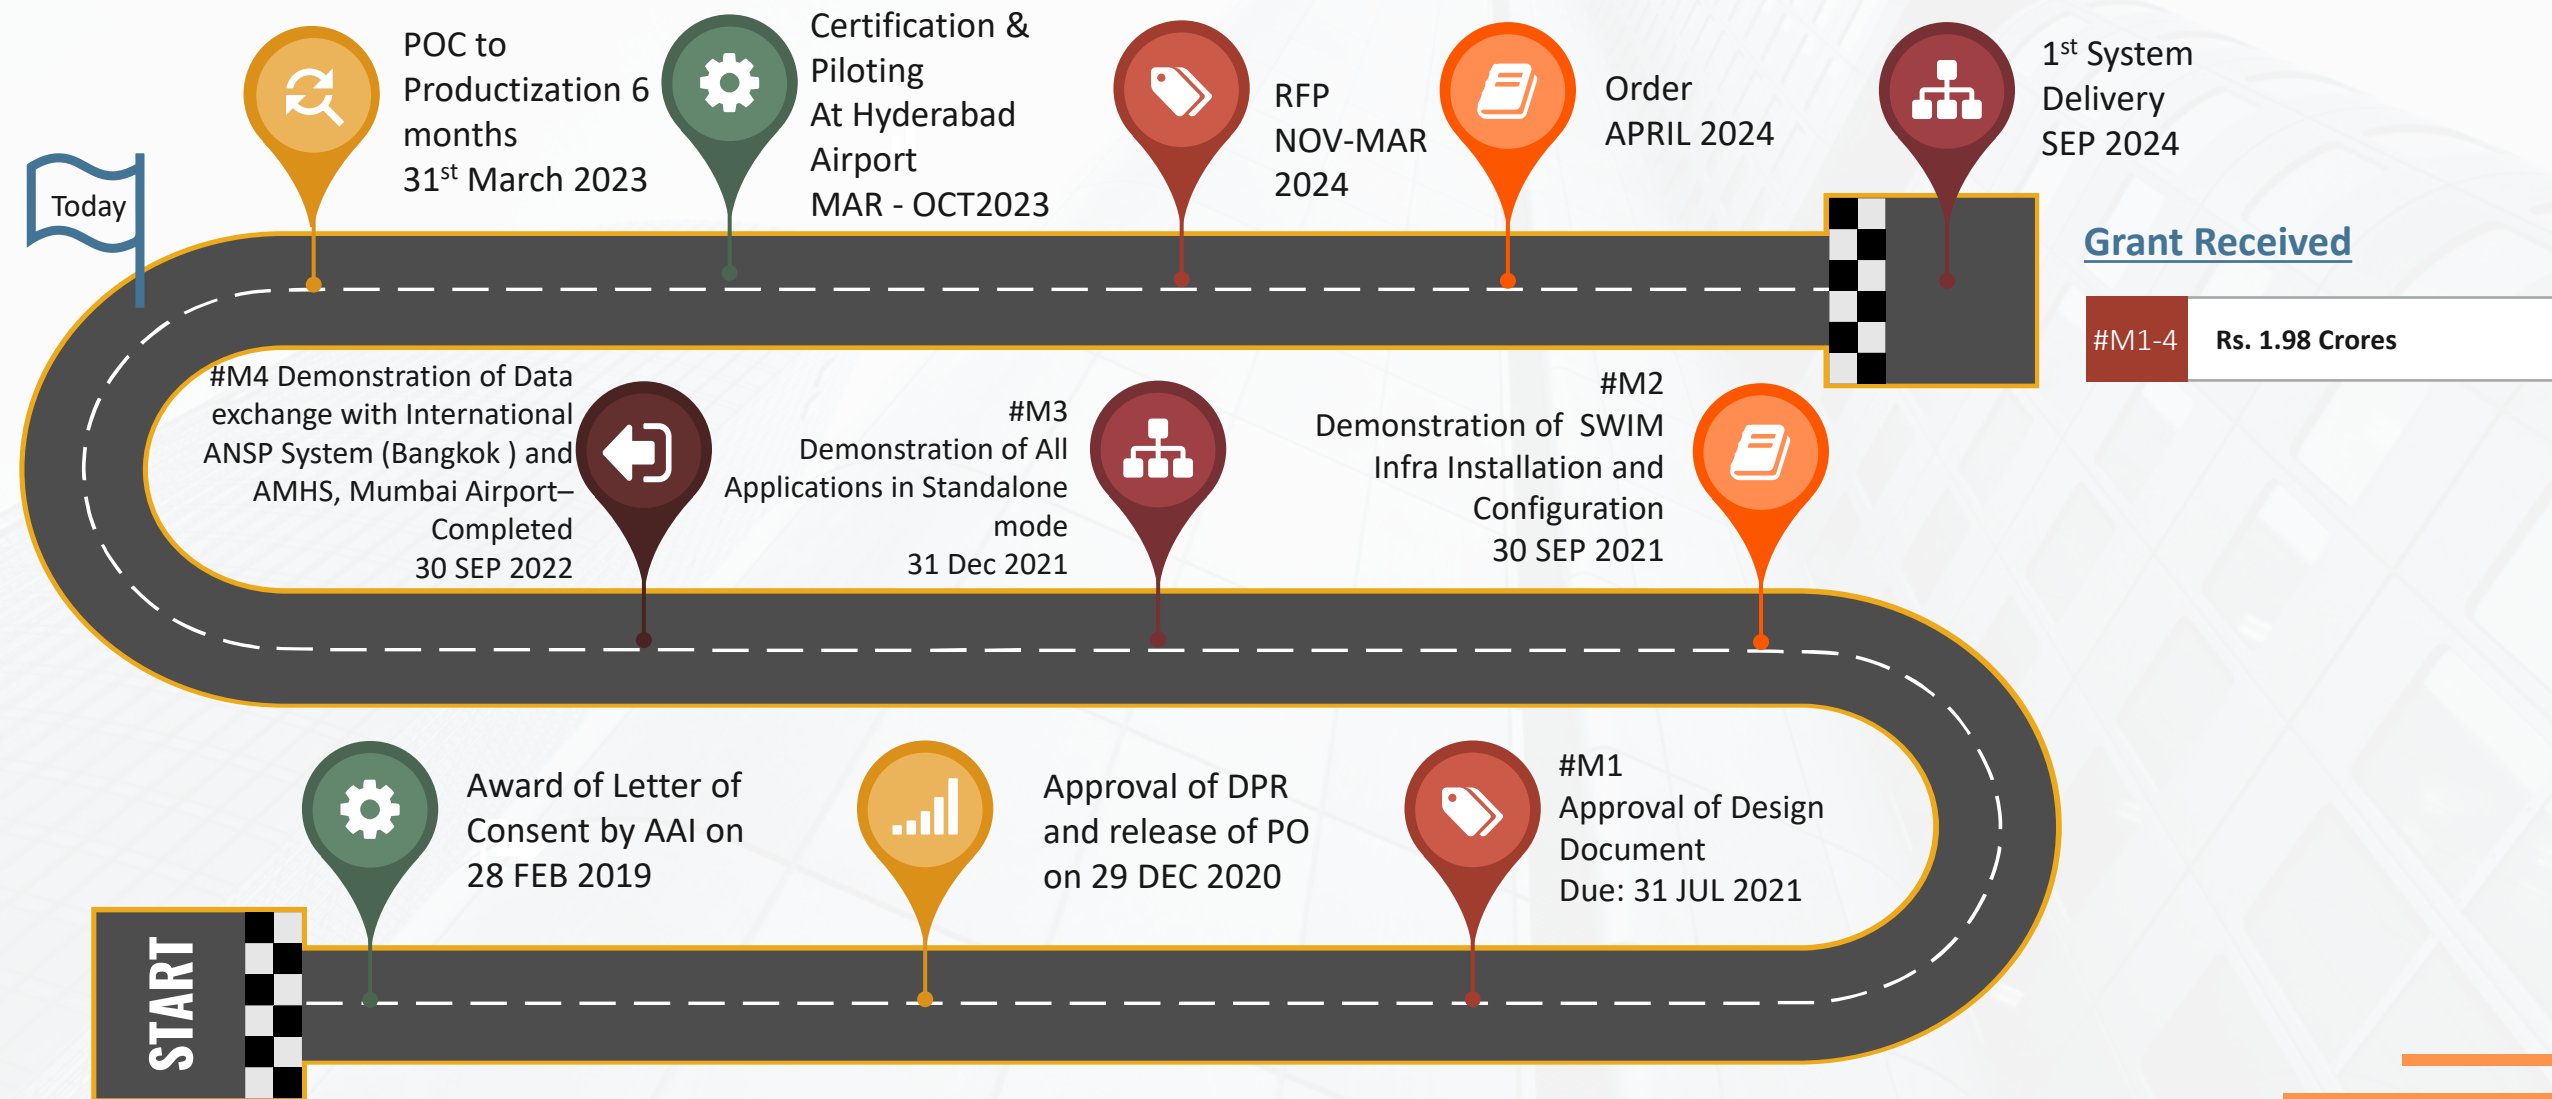 POC to
Productization 6
months
31st March 2023
Certification &
Piloting
At Hyderabad
Airport
MAR - OCT2023
RFP
NOV-MAR
2024
Order
APRIL 2024
1st System
Delivery
SEP 2024
Today
Grant Received
#M1-4
Rs. 1.98 Crores
#M4 Demonstration of Data
exchange with International
ANSP System (Bangkok ) and
AMHS, Mumbai Airport–
Completed
30 SEP 2022
#M3
Demonstration of All
Applications in Standalone
mode
31 Dec 2021
#M2
Demonstration of  SWIM
Infra Installation and
Configuration
30 SEP 2021
Award of Letter of
Consent by AAI on
28 FEB 2019
Approval of DPR
and release of PO
on 29 DEC 2020
#M1
Approval of Design
Document
Due: 31 JUL 2021
START